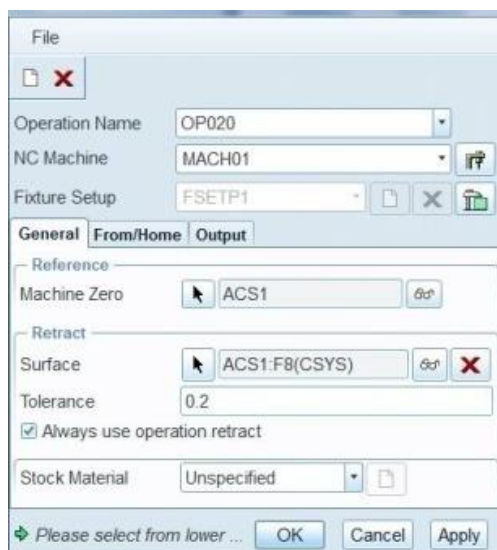 File
Operation Name OP020
NC Machine MACH01
Fixture Setup FSETP1
General From/Home Output
Reference
Machine Zero ACS1
Retract
Surface ACS1:F8(CSYS)
Tolerance 0.2
Always use operation retract
Stock Material Unspecified
Please select from lower ... OK Cancel Apply